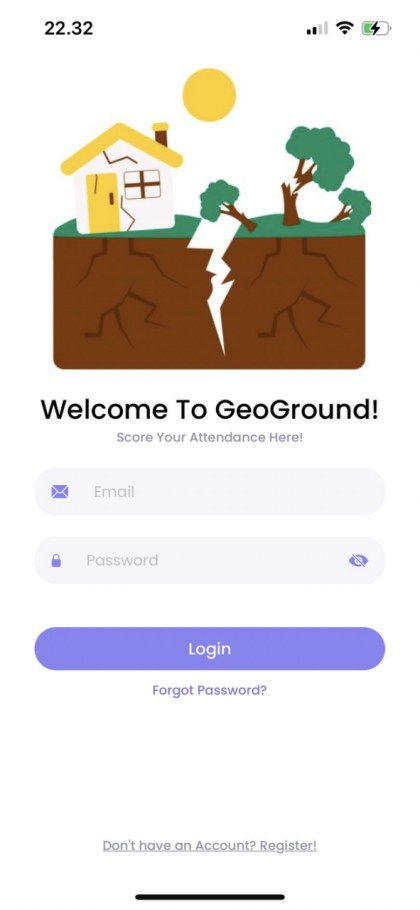 22.32
Welcome To GeoGround!
Score Your Attendance Here!
Email
Password
Login
Forgot Password?
Don't have an Account? Register!